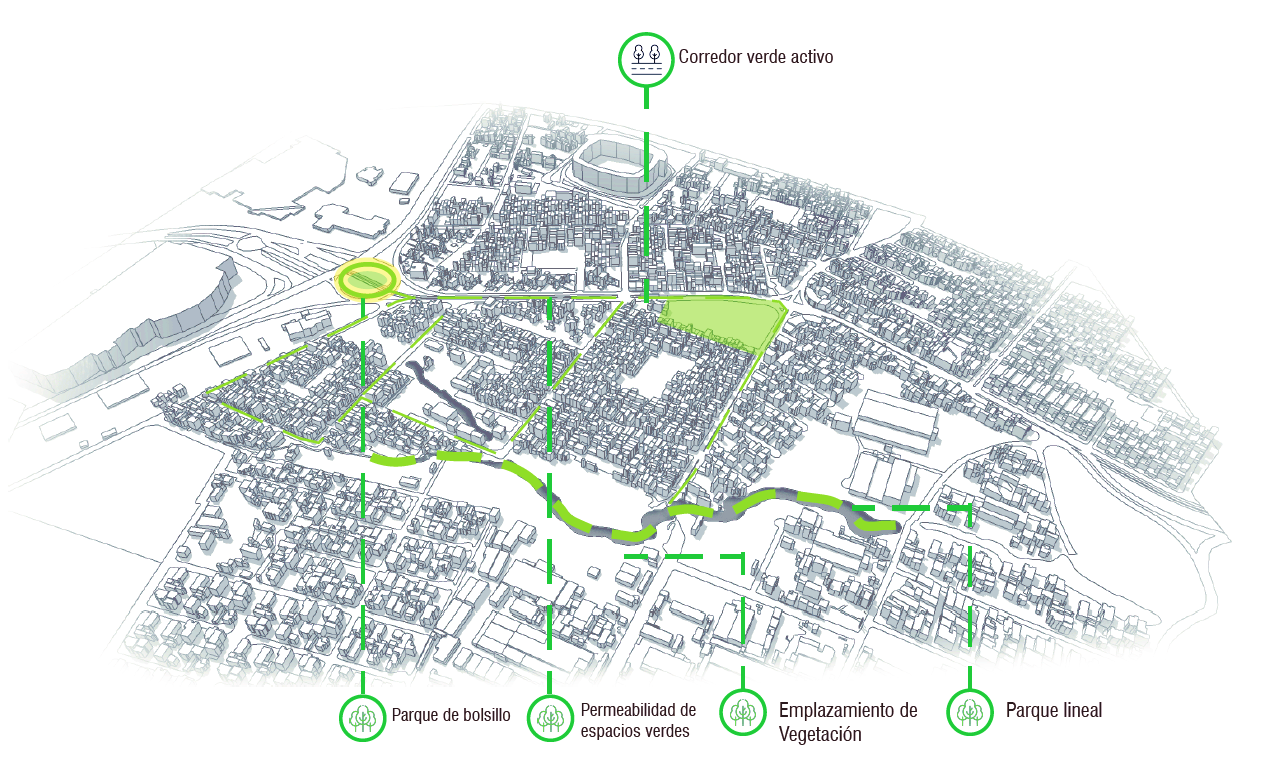 Corredor verde activo
Parque de bolsillo
Permeabilidad de
espacios verdes
Emplazamiento de
Vegetación
Parque lineal